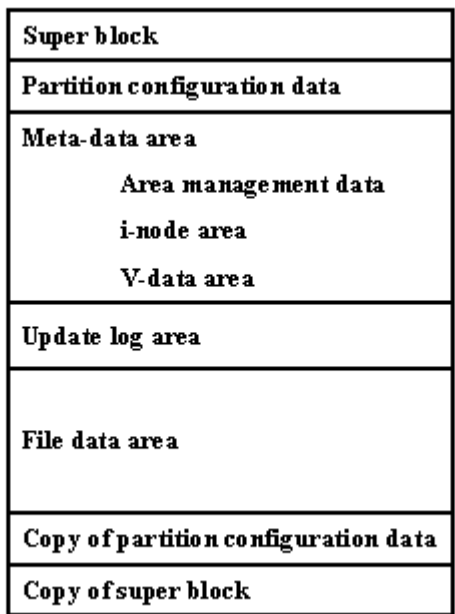 Super block
Partition configuration data
Meta-data area
Area management data
i-node area
V-data area
Update log area
File data area
Copy of partition configuration data
Copy of super block